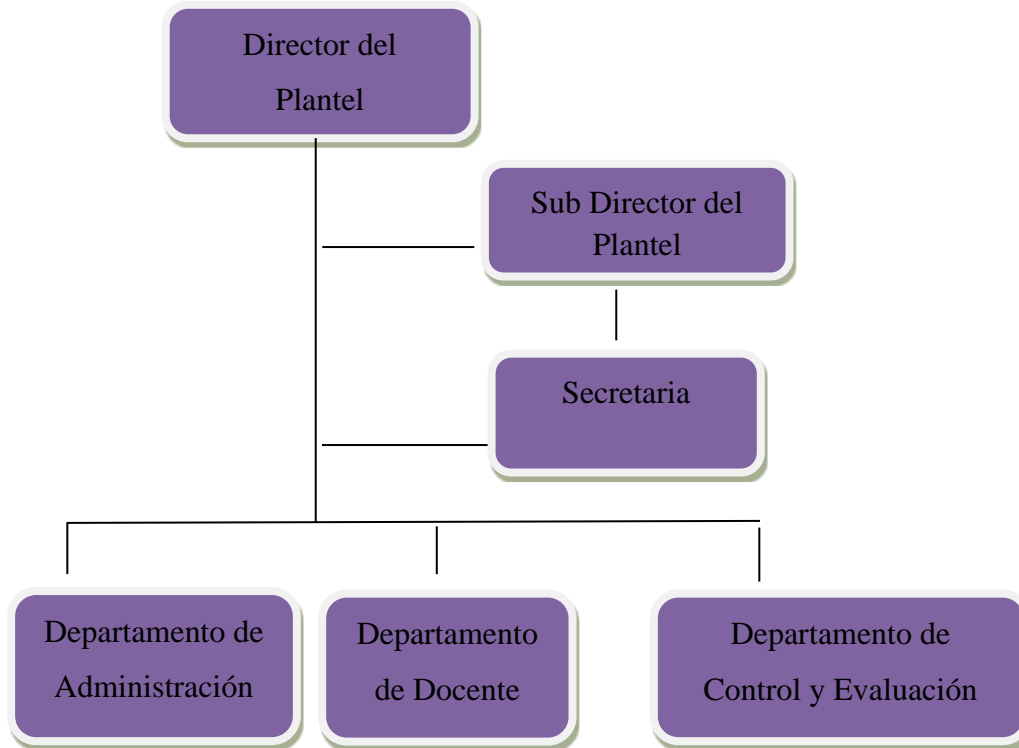 Director del
Plantel
Sub Director del
Plantel
Secretaria
Departamento de
Administración
Departamento
de Docente
Departamento de
Control y Evaluación